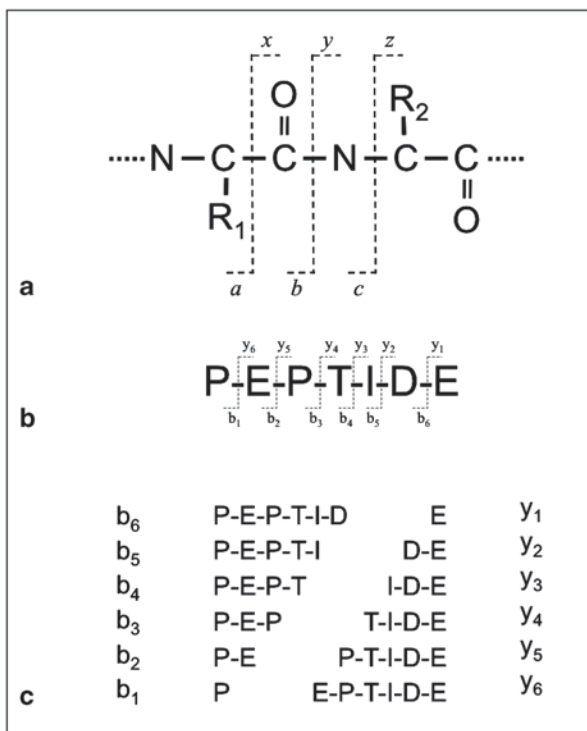 x y z
O R₂
N C C N C C
R₁ O
a b c
a
y₆ y₅ y₄ y₃ y₂ y₁
P-E-P-T-I-D-E
b₁ b₂ b₃ b₄ b₅ b₆
b
b₆ P-E-P-T-I-D E y₁
b₅ P-E-P-T-I D-E y₂
b₄ P-E-P-T I-D-E y₃
b₃ P-E-P T-I-D-E y₄
b₂ P-E P-T-I-D-E y₅
b₁ P E-P-T-I-D-E y₆
c